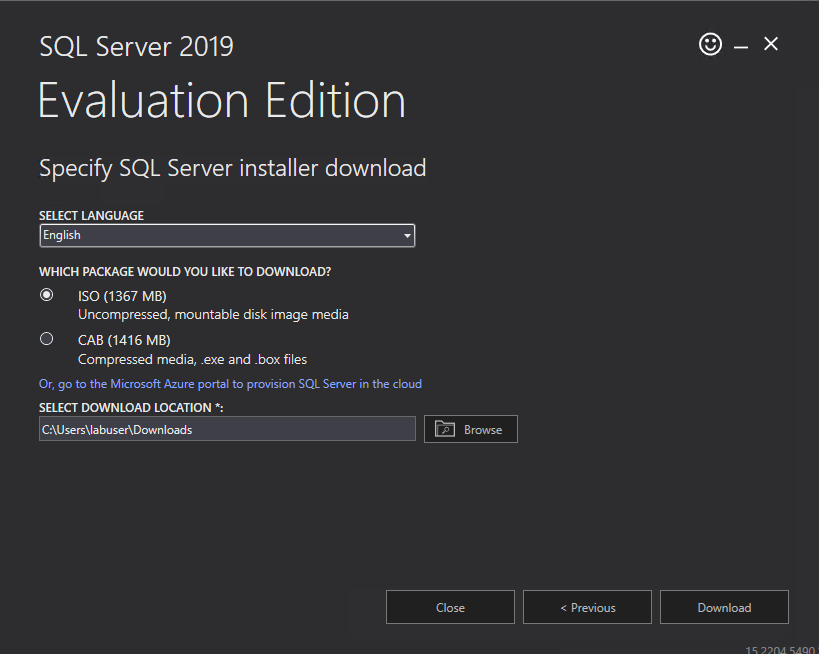 SQL Server 2019
Evaluation Edition
Specify SQL Server installer download
SELECT LANGUAGE
English
WHICH PACKAGE WOULD YOU LIKE TO DOWNLOAD?
ISO (1367 MB)
Uncompressed, mountable disk image media
CAB (1416 MB)
Compressed media, .exe and .box files
Or, go to the Microsoft Azure portal to provision SQL Server in the cloud
SELECT DOWNLOAD LOCATION *:
C:\Users\labuser\Downloads
Browse
Close
< Previous
Download
15.2204.5490